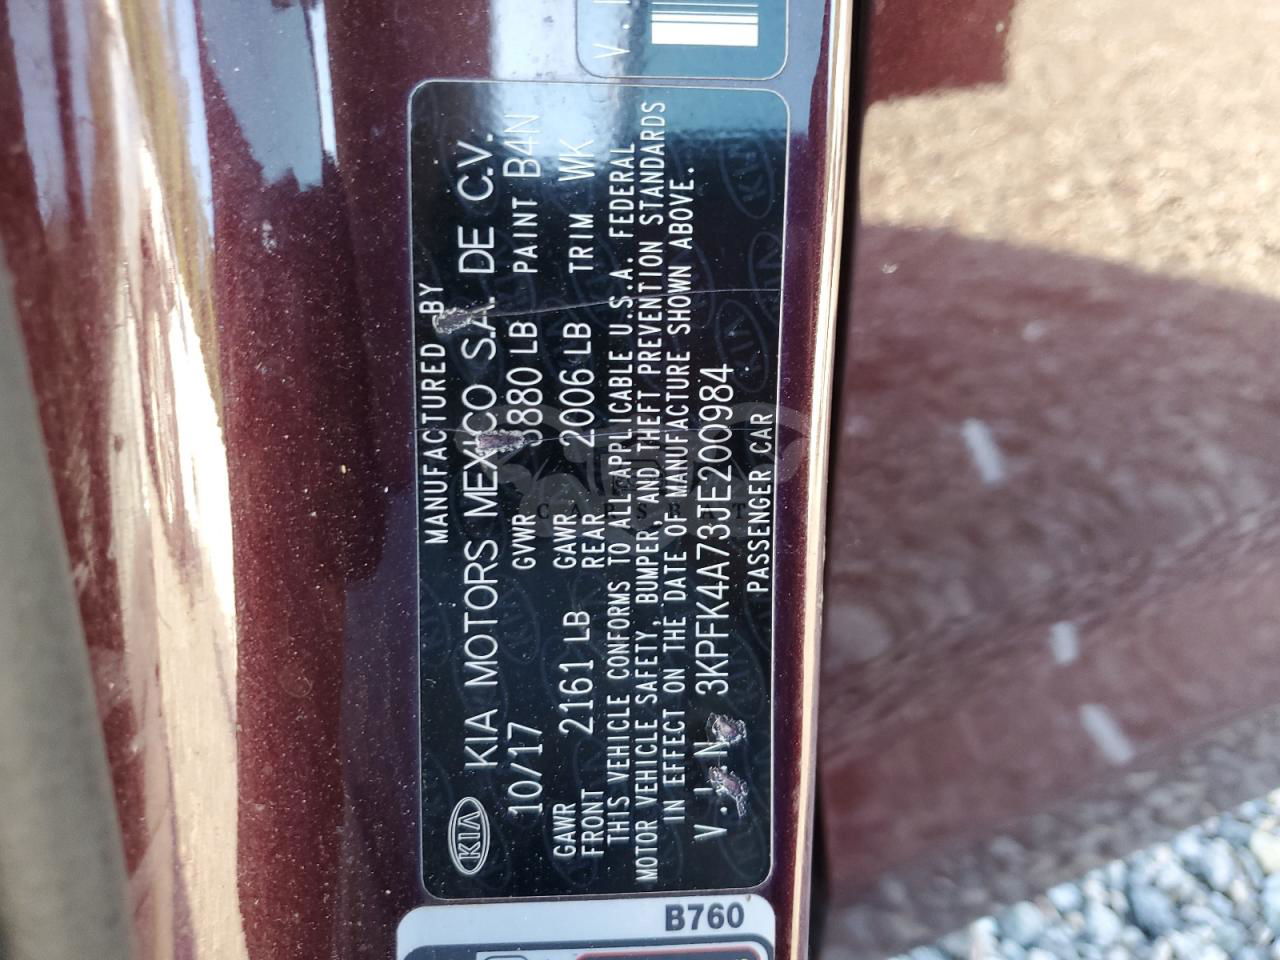 MANUFACTURED BY
KIA KIA MOTORS MEXICO S.A. DE C.V.
10/17 GVWR 3880 LB PAINT B4N
GAWR FRONT 2161 LB GAWR REAR 2006 LB TRIM WK
THIS VEHICLE CONFORMS TO ALL APPLICABLE U.S.A. FEDERAL
MOTOR VEHICLE SAFETY, BUMPER, AND THEFT PREVENTION STANDARDS
IN EFFECT ON THE DATE OF MANUFACTURE SHOWN ABOVE.
V.I.N 3KPFK4A73JE200984
PASSENGER CAR
B760
V.I